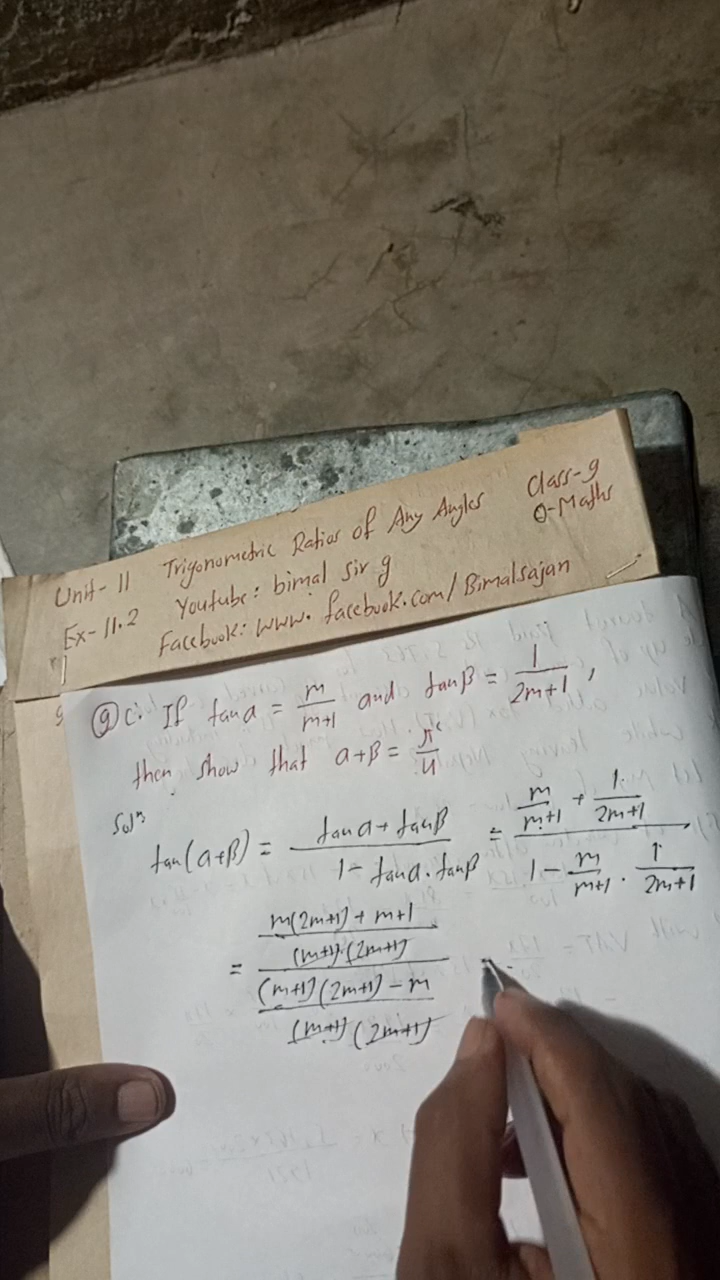 Unit-11 Trigonometric Ratios of Any Angles Class-9
Ex-11.2 Youtube: bimal sir g O-Maths
Facebook: www.facebook.com/Bimalsajan
9 c. If tan α = m/(m+1) and tan β = 1/(2m+1),
then, show that α+β = π^c/4
Sol^n
tan(α+β) = (tan α + tan β)/(1 - tan α . tan β) = (m/(m+1) + 1/(2m+1))/(1 - m/(m+1) . 1/(2m+1))
= ((m(2m+1) + m+1)/((m+1).(2m+1)))/(((m+1)(2m+1) - m)/((m+1)(2m+1)))